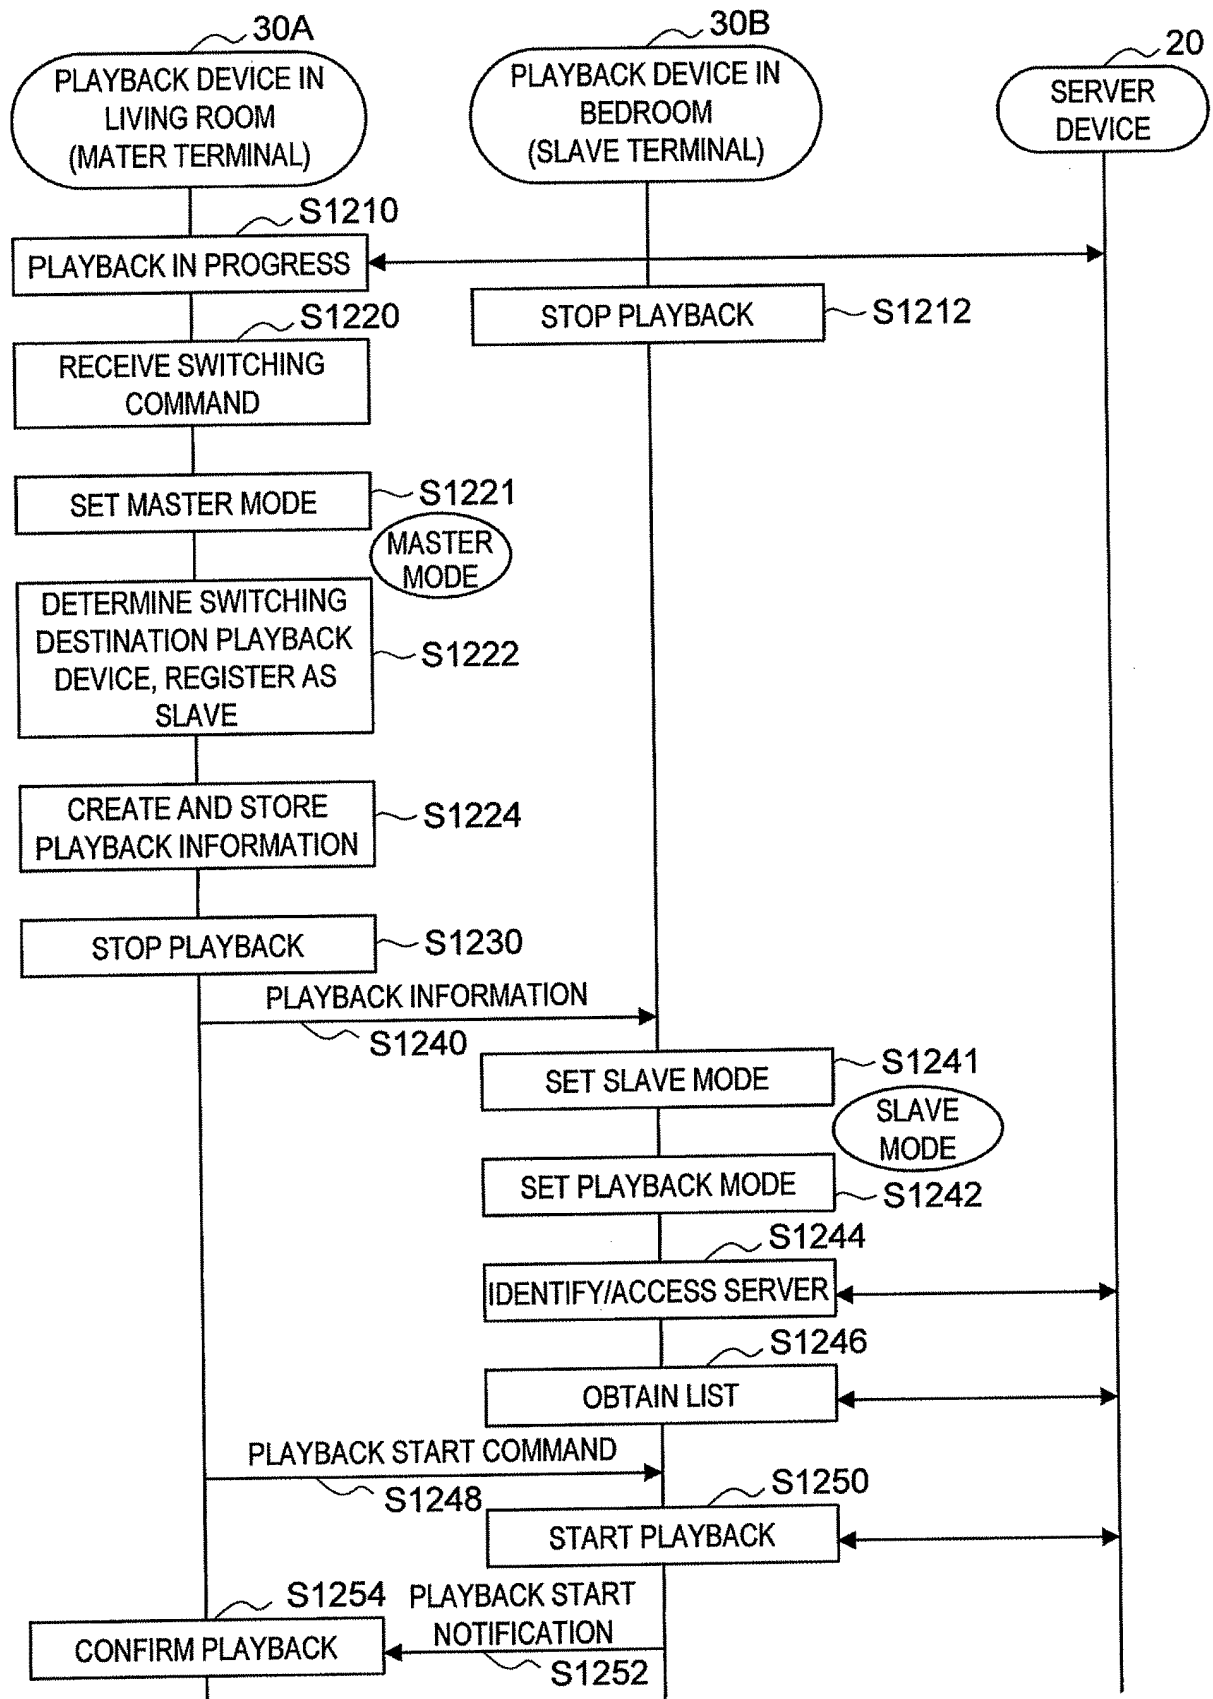 30A
PLAYBACK DEVICE IN
LIVING ROOM
(MATER TERMINAL)
30B
PLAYBACK DEVICE IN
BEDROOM
(SLAVE TERMINAL)
20
SERVER
DEVICE
S1210
PLAYBACK IN PROGRESS
STOP PLAYBACK
S1212
S1220
RECEIVE SWITCHING
COMMAND
SET MASTER MODE
S1221
MASTER
MODE
DETERMINE SWITCHING
DESTINATION PLAYBACK
DEVICE, REGISTER AS
SLAVE
S1222
CREATE AND STORE
PLAYBACK INFORMATION
S1224
STOP PLAYBACK
S1230
PLAYBACK INFORMATION
S1240
SET SLAVE MODE
S1241
SLAVE
MODE
SET PLAYBACK MODE
S1242
S1244
IDENTIFY/ACCESS SERVER
S1246
OBTAIN LIST
PLAYBACK START COMMAND
S1248
S1250
START PLAYBACK
S1254
CONFIRM PLAYBACK
PLAYBACK START
NOTIFICATION
S1252